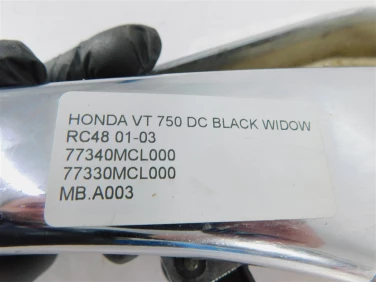 HONDA VT 750 DC BLACK WIDOW
RC48 01-03
77340MCL000
77330MCL000
MB.A003